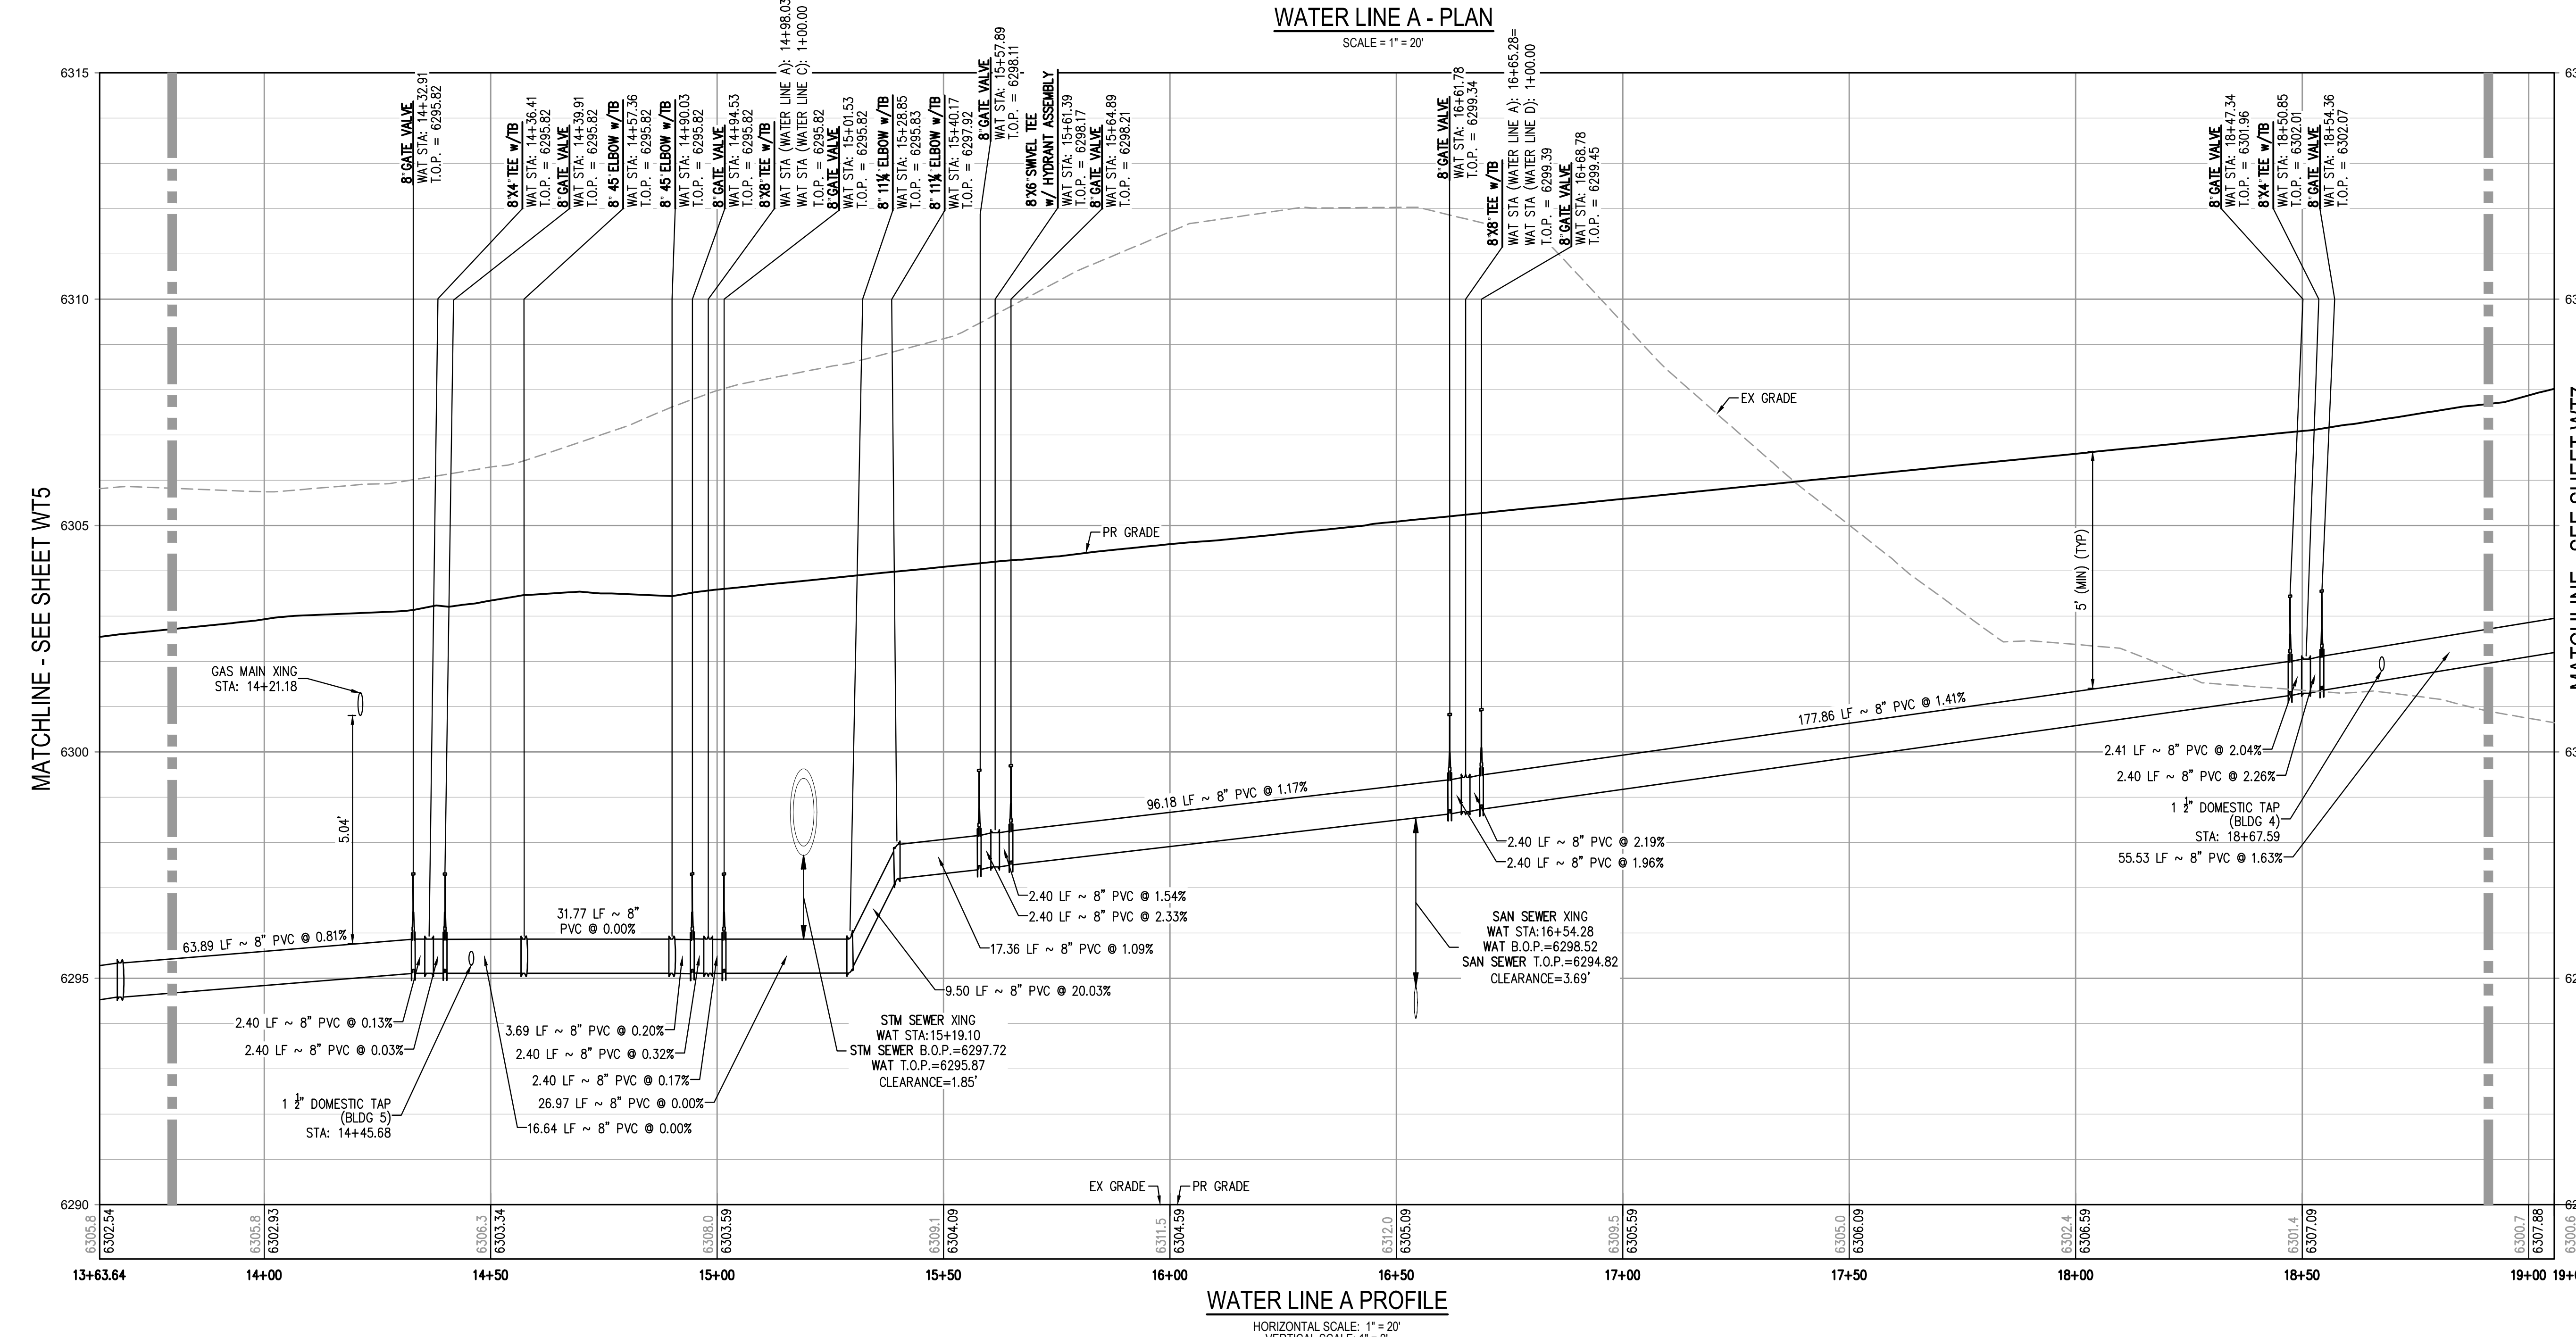 WATER LINE A - PLAN
SCALE = 1" = 20'
6315
6310
6305
6300
6295
6290
MATCHLINE - SEE SHEET WT5
8" GATE VALVE
WAT STA: 14+32.91
T.O.P. = 6295.82
8"X4" TEE w/TB
WAT STA: 14+36.41
T.O.P. = 6295.82
8" GATE VALVE
WAT STA: 14+39.91
T.O.P. = 6295.82
8" 45° ELBOW w/TB
WAT STA: 14+57.36
T.O.P. = 6295.82
8" 45° ELBOW w/TB
WAT STA: 14+90.03
T.O.P. = 6295.82
8" GATE VALVE
WAT STA: 14+94.53
T.O.P. = 6295.82
8"X8" TEE w/TB
WAT STA (WATER LINE A): 14+98.03
WAT STA (WATER LINE C): 1+00.00
T.O.P. = 6295.82
8" GATE VALVE
WAT STA: 15+01.53
T.O.P. = 6295.82
8" 11¼° ELBOW w/TB
WAT STA: 15+28.85
T.O.P. = 6295.83
8" 11¼° ELBOW w/TB
WAT STA: 15+40.17
T.O.P. = 6297.92
8" GATE VALVE
WAT STA: 15+57.89
T.O.P. = 6298.11
8"X6" SWIVEL TEE
w/ HYDRANT ASSEMBLY
WAT STA: 15+61.39
T.O.P. = 6298.17
8" GATE VALVE
WAT STA: 15+64.89
T.O.P. = 6298.21
8" GATE VALVE
WAT STA: 16+61.78
T.O.P. = 6299.34
8"X8" TEE w/TB
WAT STA (WATER LINE A): 16+65.28=
WAT STA (WATER LINE D): 1+00.00
T.O.P. = 6299.39
8" GATE VALVE
WAT STA: 16+68.78
T.O.P. = 6299.45
8" GATE VALVE
WAT STA: 18+47.34
T.O.P. = 6301.96
8"X4" TEE w/TB
WAT STA: 18+50.85
T.O.P. = 6302.01
8" GATE VALVE
WAT STA: 18+54.36
T.O.P. = 6302.07
EX GRADE
PR GRADE
5' (MIN) (TYP)
GAS MAIN XING
STA: 14+21.18
5.04'
63.89 LF ~ 8" PVC @ 0.81%
31.77 LF ~ 8"
PVC @ 0.00%
96.18 LF ~ 8" PVC @ 1.17%
177.86 LF ~ 8" PVC @ 1.41%
2.40 LF ~ 8" PVC @ 0.13%
2.40 LF ~ 8" PVC @ 0.03%
1 ½" DOMESTIC TAP
(BLDG 5)
STA: 14+45.68
3.69 LF ~ 8" PVC @ 0.20%
2.40 LF ~ 8" PVC @ 0.32%
2.40 LF ~ 8" PVC @ 0.17%
26.97 LF ~ 8" PVC @ 0.00%
16.64 LF ~ 8" PVC @ 0.00%
STM SEWER XING
WAT STA:15+19.10
STM SEWER B.O.P.=6297.72
WAT T.O.P.=6295.87
CLEARANCE=1.85'
9.50 LF ~ 8" PVC @ 20.03%
17.36 LF ~ 8" PVC @ 1.09%
2.40 LF ~ 8" PVC @ 2.33%
2.40 LF ~ 8" PVC @ 1.54%
SAN SEWER XING
WAT STA:16+54.28
WAT B.O.P.=6298.52
SAN SEWER T.O.P.=6294.82
CLEARANCE=3.69'
2.40 LF ~ 8" PVC @ 2.19%
2.40 LF ~ 8" PVC @ 1.96%
2.41 LF ~ 8" PVC @ 2.04%
2.40 LF ~ 8" PVC @ 2.26%
1 ½" DOMESTIC TAP
(BLDG 4)
STA: 18+67.59
55.53 LF ~ 8" PVC @ 1.63%
EX GRADE
PR GRADE
6305.8
6302.54
6305.8
6302.93
6306.3
6303.34
6308.0
6303.59
6309.1
6304.09
6311.5
6304.59
6312.0
6305.09
6309.5
6305.59
6305.0
6306.09
6302.4
6306.59
6301.4
6307.09
6300.7
6307.88
6300.6
13+63.64
14+00
14+50
15+00
15+50
16+00
16+50
17+00
17+50
18+00
18+50
19+00
WATER LINE A PROFILE
HORIZONTAL SCALE: 1" = 20'